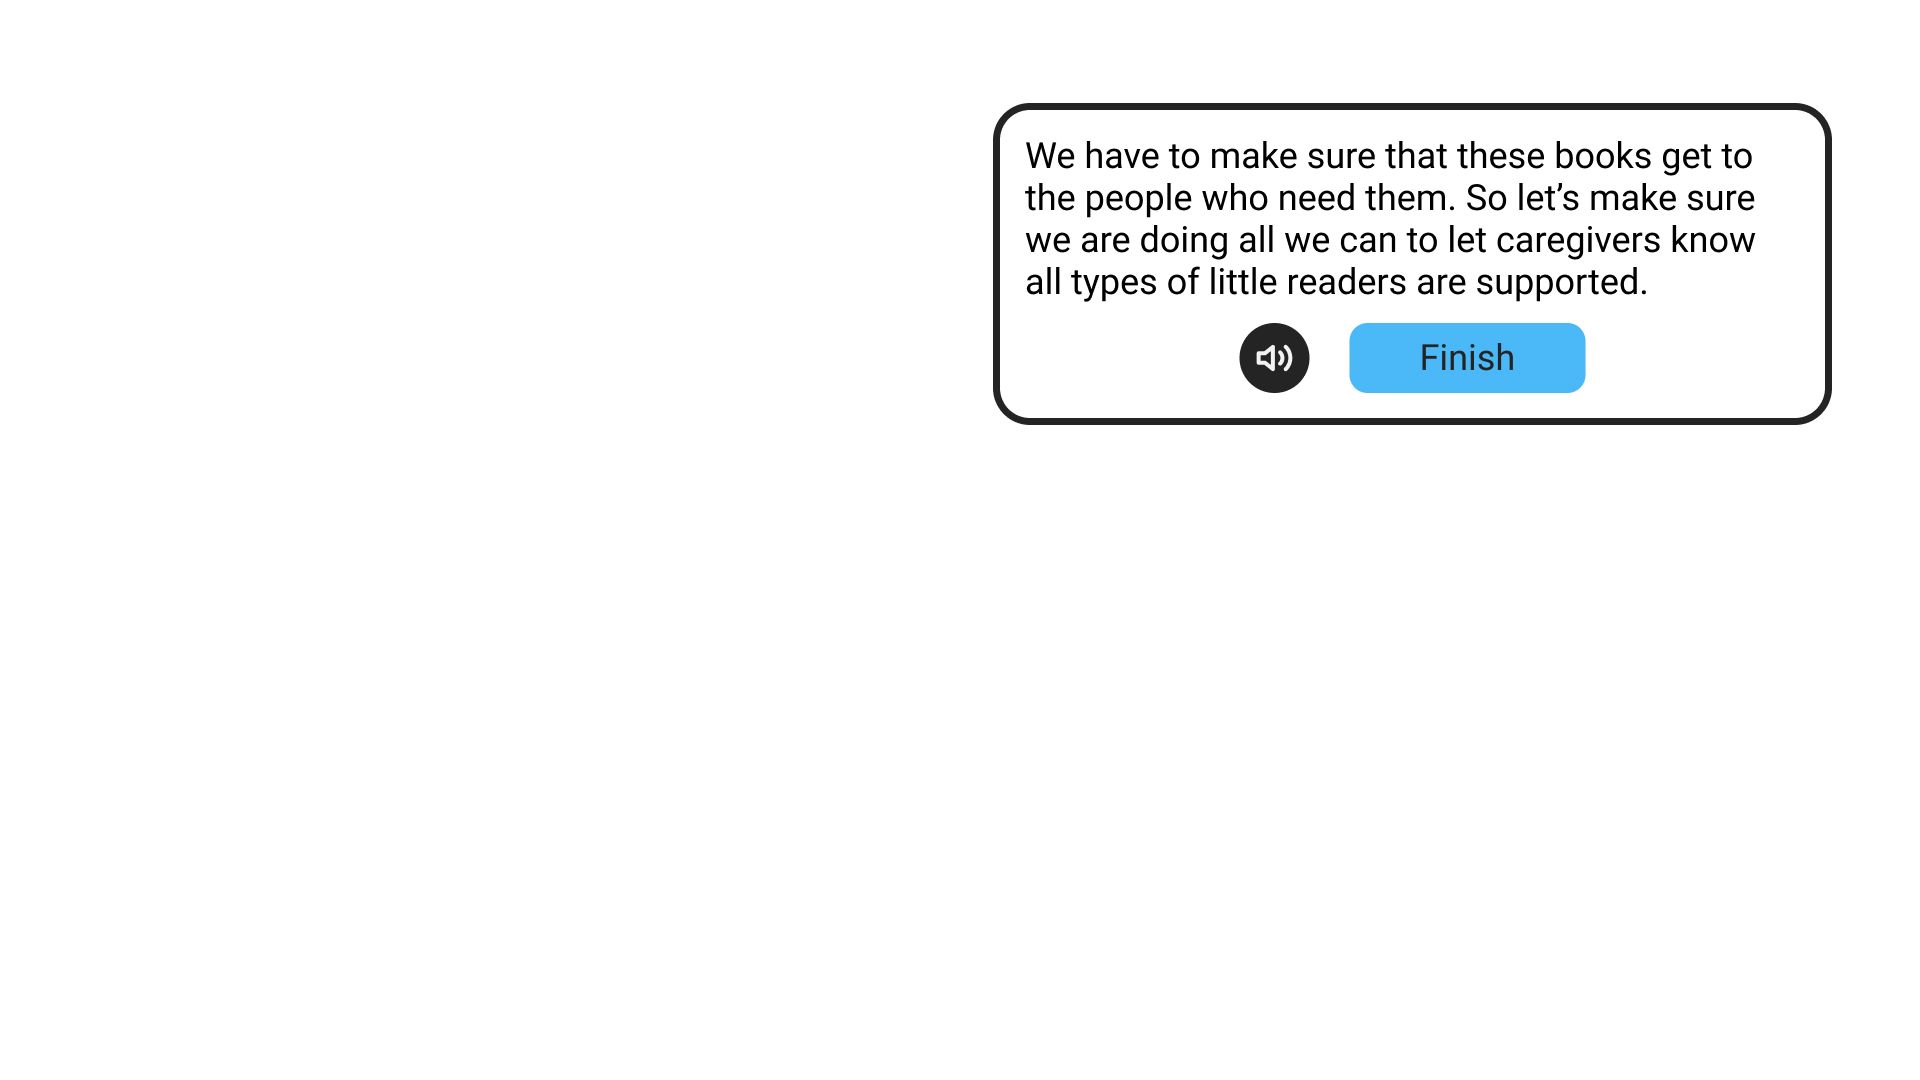 We have to make sure that these books get to
the people who need them. So let’s make sure
we are doing all we can to let caregivers know
all types of little readers are supported.
Finish